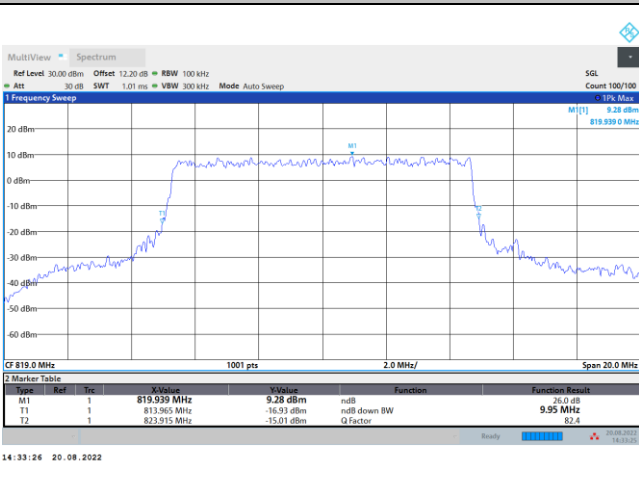 MultiView Spectrum
Ref Level 30.00 dBm Offset 12.20 dB RBW 100 kHz SGL
Att 30 dB SWT 1.01 ms VBW 300 kHz Mode Auto Sweep Count 100/100
1 Frequency Sweep 1Pk Max
M1[1] 9.28 dBm
819.939 0 MHz
20 dBm
M1
10 dBm
0 dBm
-10 dBm
T1 T2
-20 dBm
-30 dBm
-40 dBm
-50 dBm
-60 dBm
CF 819.0 MHz 1001 pts 2.0 MHz/ Span 20.0 MHz
2 Marker Table
Type Ref Trc X-Value Y-Value Function Function Result
M1 1 819.939 MHz 9.28 dBm ndB 26.0 dB
T1 1 813.965 MHz -16.93 dBm ndB down BW 9.95 MHz
T2 1 823.915 MHz -15.01 dBm Q Factor 82.4
Ready 20.08.2022
14:33:25
14:33:26 20.08.2022